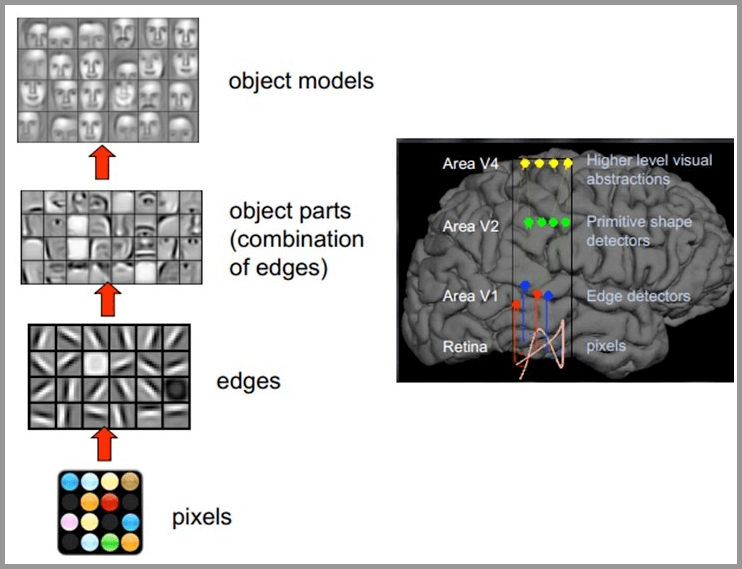 object models
object parts
(combination
of edges)
edges
pixels
Area V4
Higher level visual
abstractions
Area V2
Primitive shape
detectors
Area V1
Edge detectors
Retina
pixels